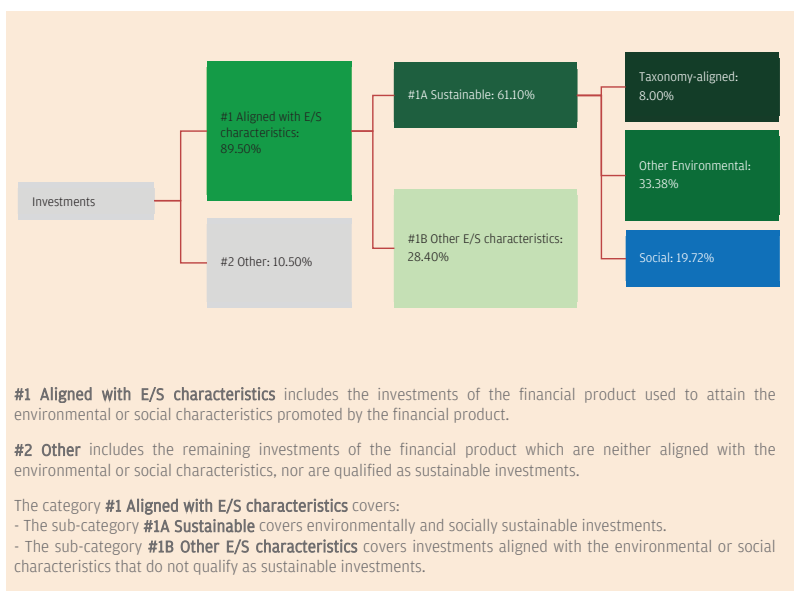 Investments
#1 Aligned with E/S
characteristics:
89.50%
#2 Other: 10.50%
#1A Sustainable: 61.10%
#1B Other E/S characteristics:
28.40%
Taxonomy-aligned:
8.00%
Other Environmental:
33.38%
Social: 19.72%
#1 Aligned with E/S characteristics includes the investments of the financial product used to attain the
environmental or social characteristics promoted by the financial product.
#2 Other includes the remaining investments of the financial product which are neither aligned with the
environmental or social characteristics, nor are qualified as sustainable investments.
The category #1 Aligned with E/S characteristics covers:
- The sub-category #1A Sustainable covers environmentally and socially sustainable investments.
- The sub-category #1B Other E/S characteristics covers investments aligned with the environmental or social
characteristics that do not qualify as sustainable investments.